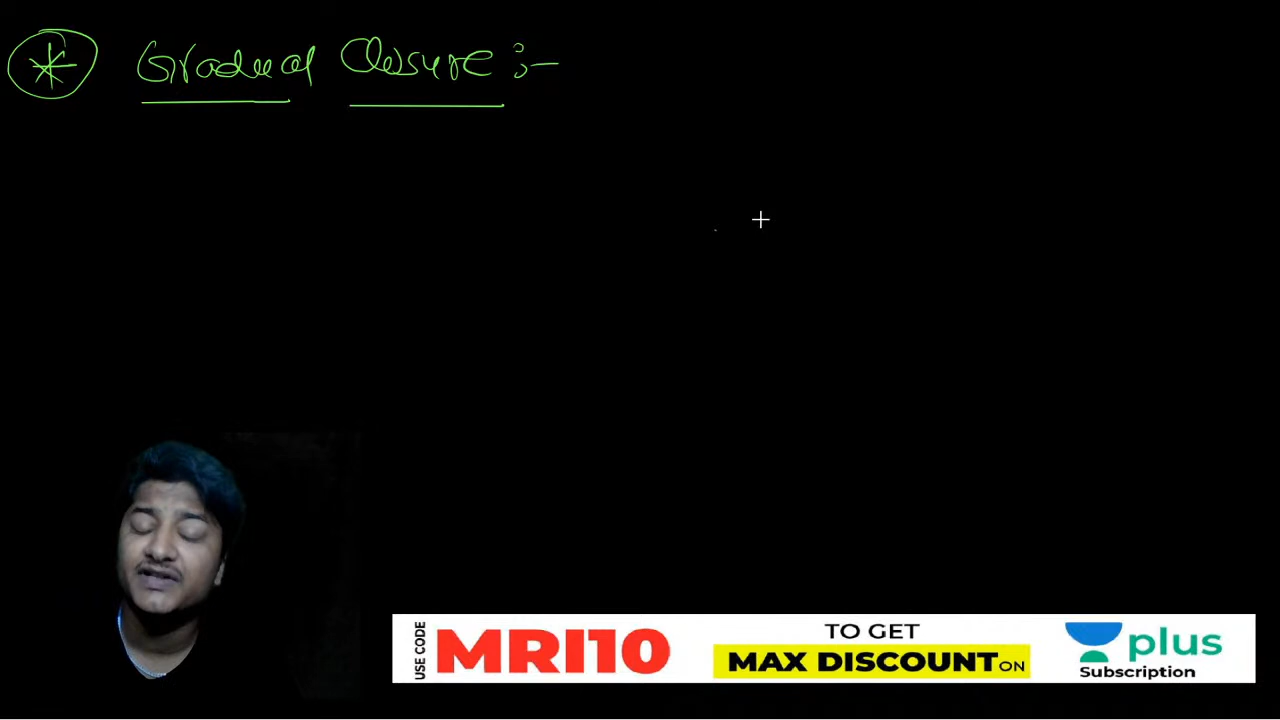 * Gradual Closure :-
USE CODE
MRI10
TO GET
MAX DISCOUNT ON
plus
Subscription